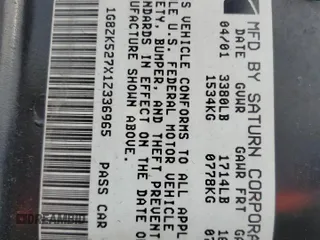 MFD BY SATURN CORPORA
DATE GVWR GAWR FRT GA
04/01 3380LB 1714LB 18
1534KG 0778KG 07
S VEHICLE CONFORMS TO ALL APPL
LE U.S. FEDERAL MOTOR VEHICLE
ETY, BUMPER, AND THEFT PREVENT
NDARDS IN EFFECT ON THE DATE O
UFACTURE SHOWN ABOVE.
1G8ZK527X1Z336965 PASS CAR